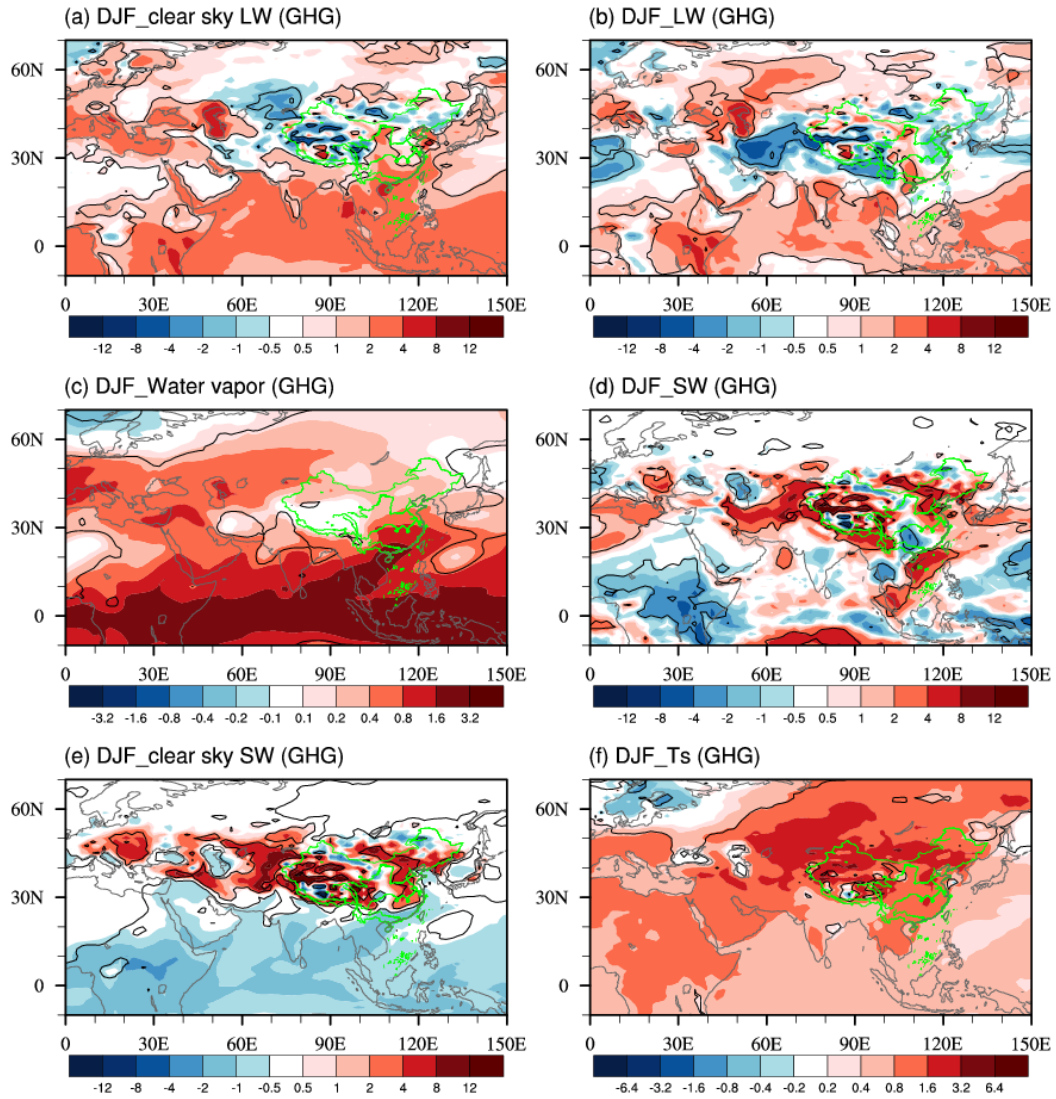 (a) DJF_clear sky LW (GHG)
(b) DJF_LW (GHG)
60N
30N
0
0 30E 60E 90E 120E 150E
-12 -8 -4 -2 -1 -0.5 0.5 1 2 4 8 12
60N
30N
0
0 30E 60E 90E 120E 150E
-12 -8 -4 -2 -1 -0.5 0.5 1 2 4 8 12
(c) DJF_Water vapor (GHG)
(d) DJF_SW (GHG)
60N
30N
0
0 30E 60E 90E 120E 150E
-3.2 -1.6 -0.8 -0.4 -0.2 -0.1 0.1 0.2 0.4 0.8 1.6 3.2
60N
30N
0
0 30E 60E 90E 120E 150E
-12 -8 -4 -2 -1 -0.5 0.5 1 2 4 8 12
(e) DJF_clear sky SW (GHG)
(f) DJF_Ts (GHG)
60N
30N
0
0 30E 60E 90E 120E 150E
-12 -8 -4 -2 -1 -0.5 0.5 1 2 4 8 12
60N
30N
0
0 30E 60E 90E 120E 150E
-6.4 -3.2 -1.6 -0.8 -0.4 -0.2 0.2 0.4 0.8 1.6 3.2 6.4